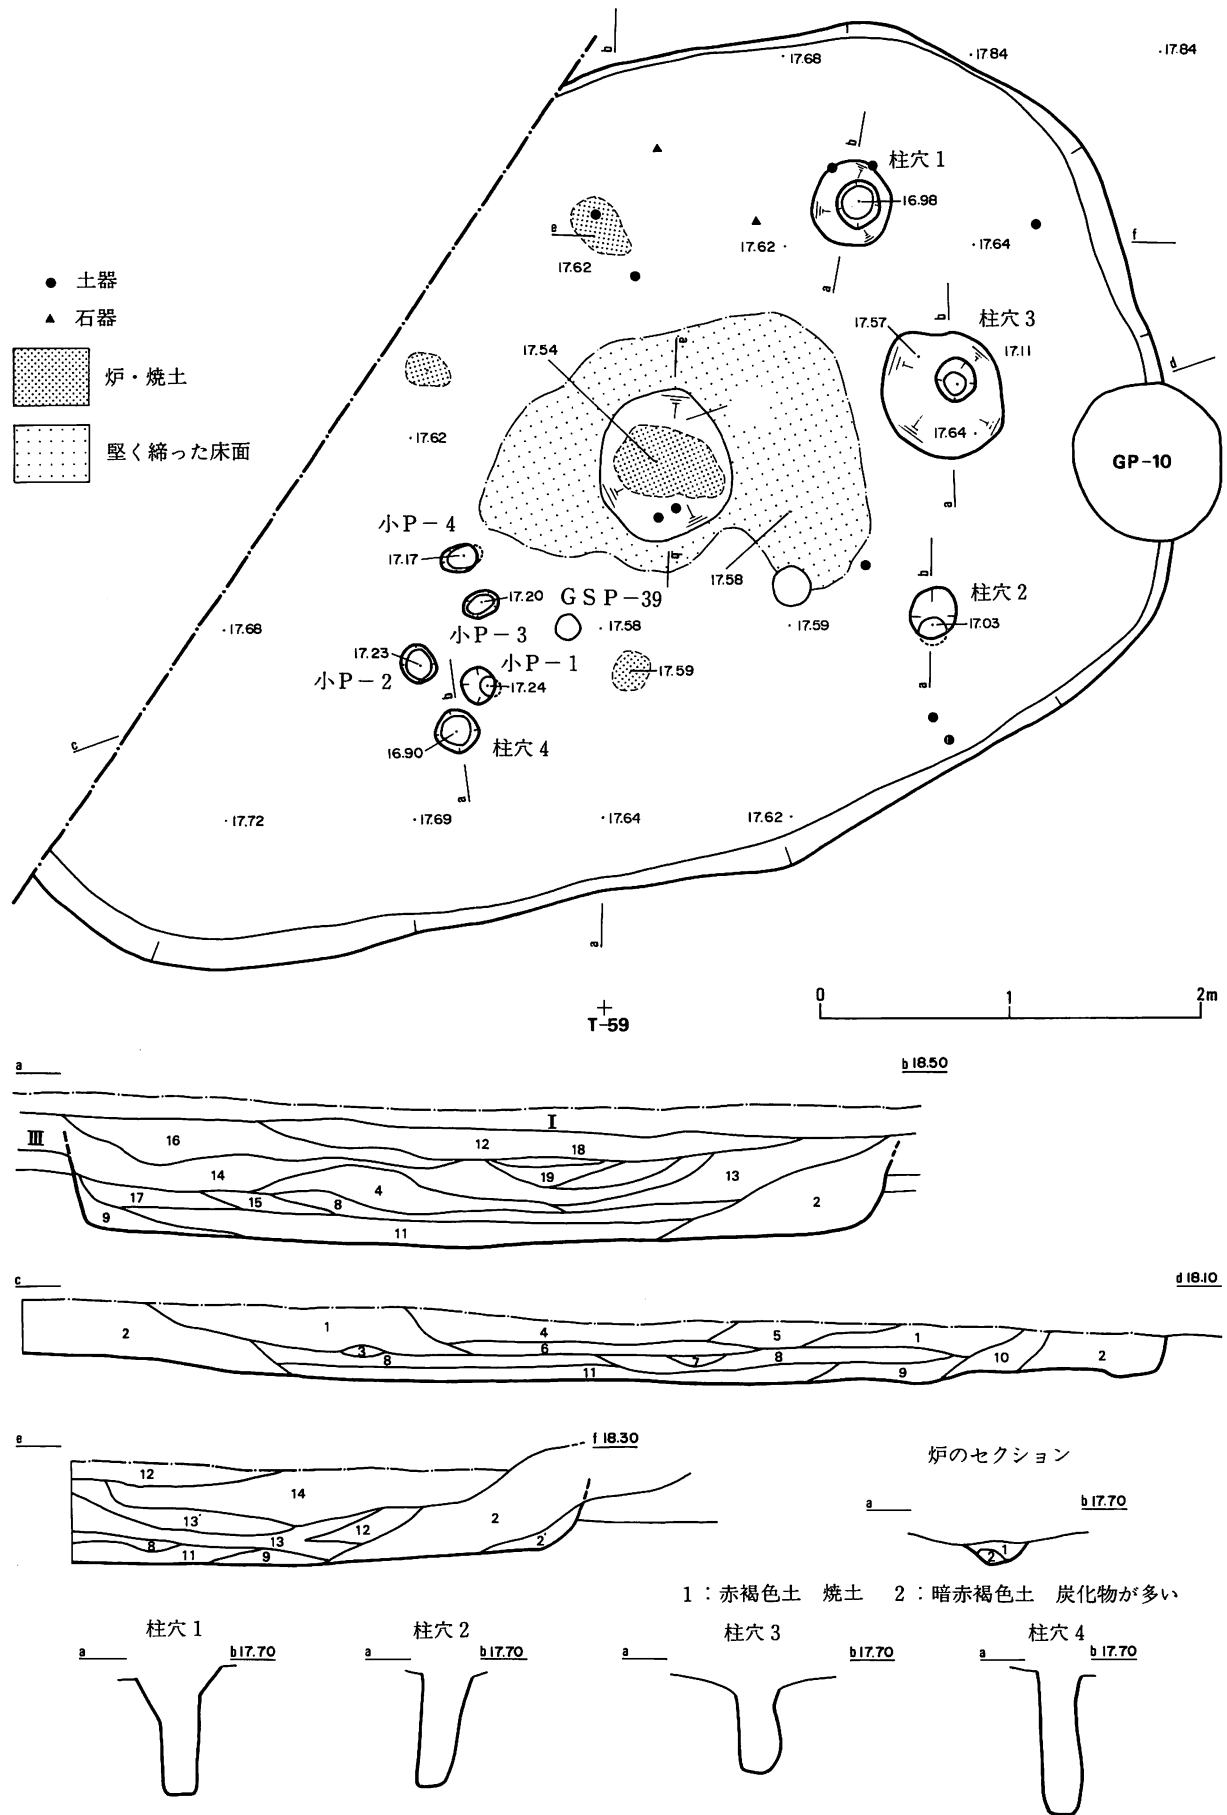 b
17.68
17.84
17.84
b
柱穴1
16.98
e
17.62
17.62
17.64
f
a
● 土器
▲ 石器
炉・焼土
堅く締った床面
b
17.57
柱穴3
17.11
17.54
a
d
17.62
17.64
GP-10
a
小P-4
17.17
b
17.58
b
17.20
GSP-39
柱穴2
17.68
小P-3
17.58
17.59
17.03
17.23
小P-1
小P-2
b
17.24
17.59
a
c
16.90
柱穴4
a
17.72
17.69
17.64
17.62
a
T-59
0 1 2m
a
b 18.50
I
III
16
12
18
14
19
13
4
17
15
8
2
9
11
c
d 18.10
2
1
4
5
1
3
6
8
7
8
10
2
11
9
e
f 18.30
12
14
13'
12
2
13
2'
8
11
9
炉のセクション
a
b 17.70
1
2
1：赤褐色土　焼土　2：暗赤褐色土　炭化物が多い
柱穴1
a
b 17.70
柱穴2
a
b 17.70
柱穴3
a
b 17.70
柱穴4
a
b 17.70